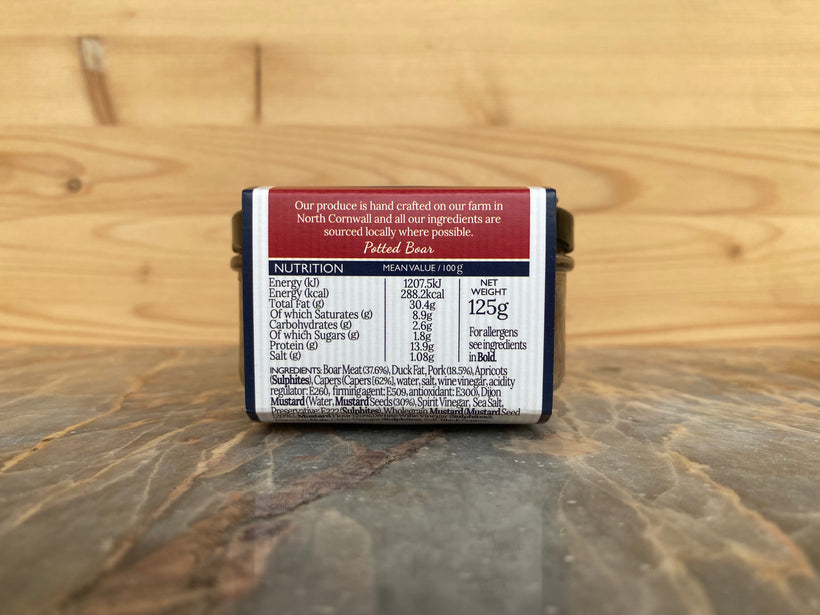 Our produce is hand crafted on our farm in
North Cornwall and all our ingredients are
sourced locally where possible.
Potted Boar
NUTRITION MEAN VALUE / 100g
Energy (kJ) 1207.5kJ
Energy (kcal) 288.2kcal
Total Fat (g) 30.4g
Of which Saturates (g) 8.9g
Carbohydrates (g) 2.6g
Of which Sugars (g) 1.8g
Protein (g) 13.9g
Salt (g) 1.08g
NET
WEIGHT
125g
For allergens
see ingredients
in Bold.
INGREDIENTS: Boar Meat (37.6%), Duck Fat, Pork (18.5%), Apricots
(Sulphites), Capers (Capers [62%], water, salt, wine vinegar, acidity
regulator: E260, firming agent: E509, antioxidant: E300), Dijon
Mustard (Water, Mustard Seeds (30%), Spirit Vinegar, Sea Salt,
Preservative: E222 (Sulphites), Wholegrain Mustard (Mustard Seed